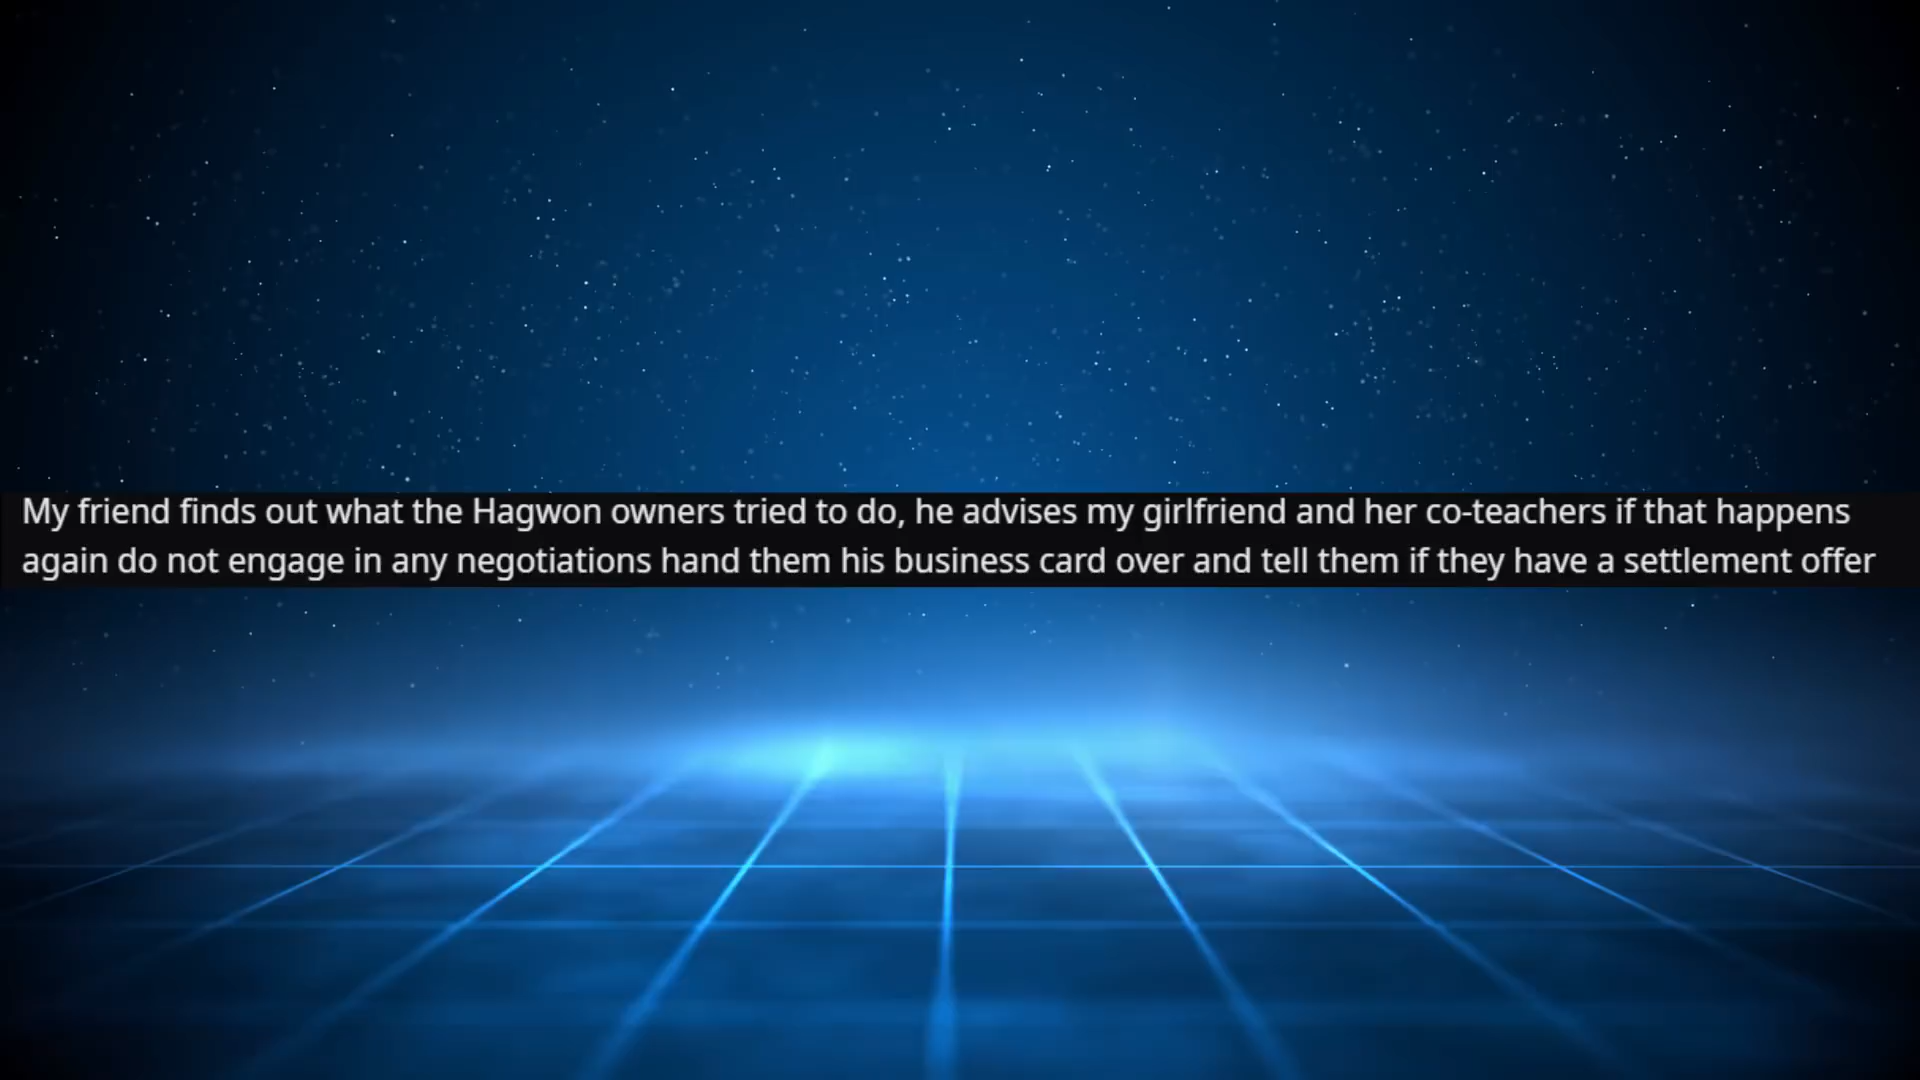 My friend finds out what the Hagwon owners tried to do, he advises my girlfriend and her co-teachers if that happens
again do not engage in any negotiations hand them his business card over and tell them if they have a settlement offer